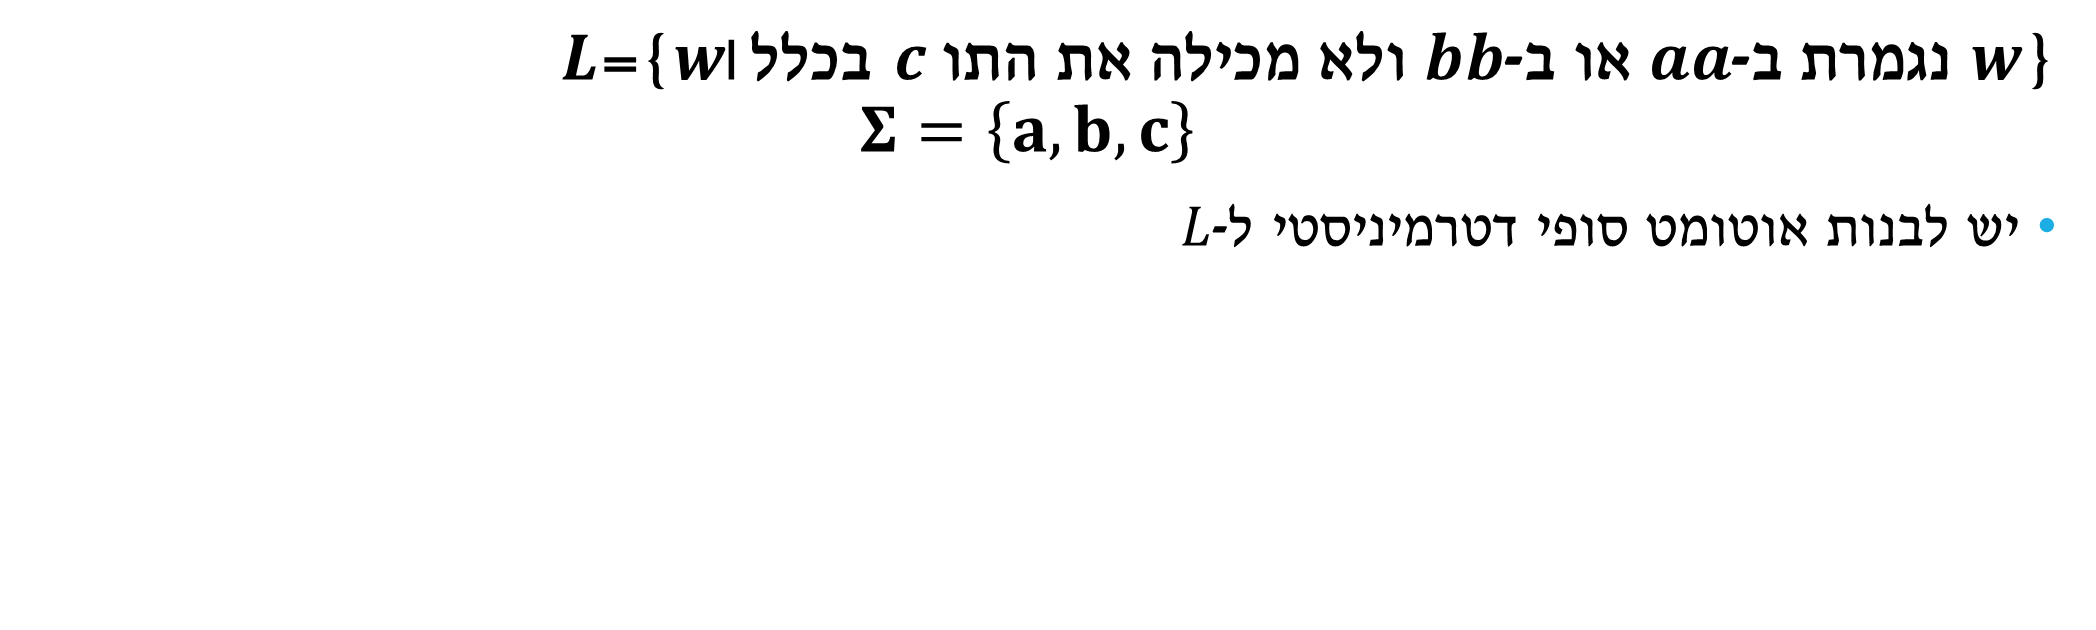 L={w| w נגמרת ב-aa או ב-bb ולא מכילה את התו c בכלל}
Σ = {a, b, c}
• יש לבנות אוטומט סופי דטרמיניסטי ל-L